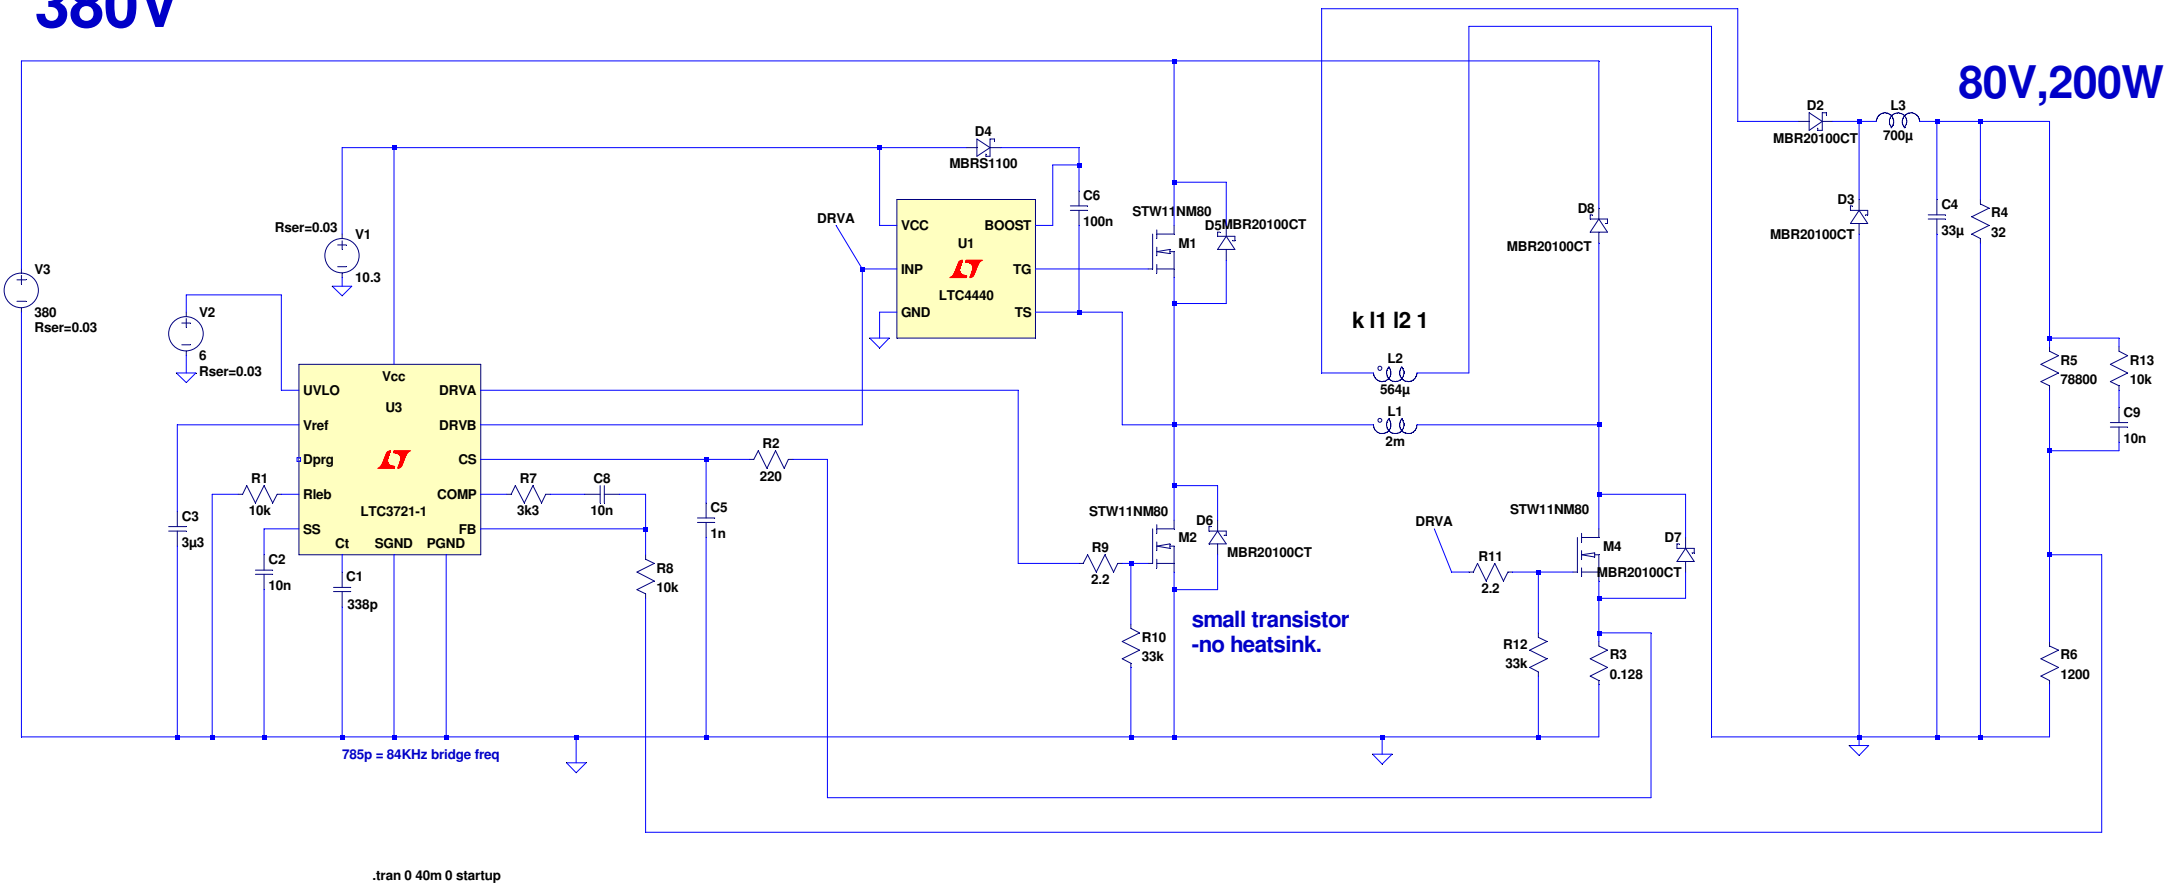 380V
80V,200W
D2
MBR20100CT
L3
700µ
D4
MBRS1100
C6
100n
STW11NM80
D5
MBR20100CT
M1
D8
MBR20100CT
D3
MBR20100CT
C4
33µ
R4
32
DRVA
VCC
BOOST
U1
INP
TG
LTC4440
GND
TS
Rser=0.03
V1
10.3
V3
380
Rser=0.03
V2
6
Rser=0.03
k l1 l2 1
L2
564µ
L1
2m
R5
78800
R13
10k
C9
10n
Vcc
UVLO
DRVA
U3
Vref
DRVB
Dprg
CS
Rleb
COMP
LTC3721-1
SS
FB
Ct
SGND
PGND
R2
220
R1
10k
R7
3k3
C8
10n
C5
1n
C3
3µ3
C2
10n
C1
338p
R8
10k
STW11NM80
D6
M2
MBR20100CT
R9
2.2
DRVA
STW11NM80
D7
M4
MBR20100CT
R11
2.2
small transistor
-no heatsink.
R10
33k
R12
33k
R3
0.128
R6
1200
785p = 84KHz bridge freq
.tran 0 40m 0 startup